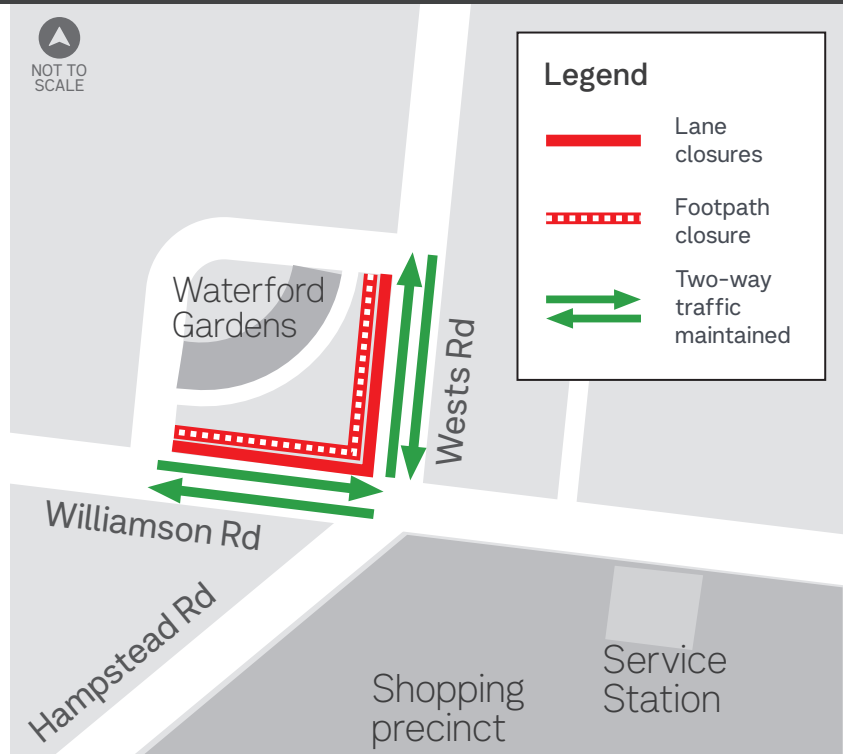 NOT TO
SCALE
Legend
Lane
closures
Footpath
closure
Two-way
traffic
maintained
Waterford
Gardens
Wests Rd
Williamson Rd
Hampstead Rd
Service
Station
Shopping
precinct